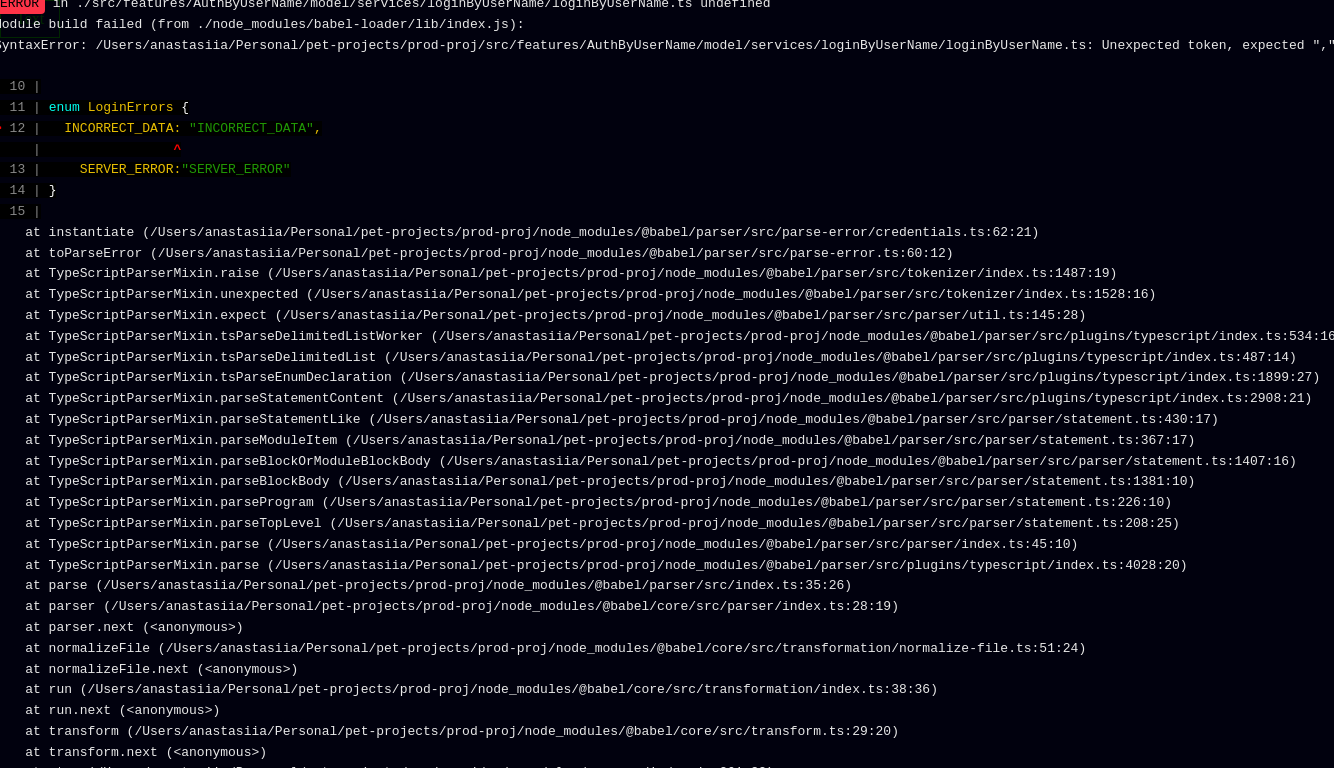 ERROR in ./src/features/AuthByUserName/model/services/loginByUserName/loginByUserName.ts undefined
Module build failed (from ./node_modules/babel-loader/lib/index.js):
SyntaxError: /Users/anastasiia/Personal/pet-projects/prod-proj/src/features/AuthByUserName/model/services/loginByUserName/loginByUserName.ts: Unexpected token, expected ","
10 |
11 | enum LoginErrors {
> 12 |   INCORRECT_DATA: "INCORRECT_DATA",
|                 ^
13 |     SERVER_ERROR:"SERVER_ERROR"
14 | }
15 |
at instantiate (/Users/anastasiia/Personal/pet-projects/prod-proj/node_modules/@babel/parser/src/parse-error/credentials.ts:62:21)
at toParseError (/Users/anastasiia/Personal/pet-projects/prod-proj/node_modules/@babel/parser/src/parse-error.ts:60:12)
at TypeScriptParserMixin.raise (/Users/anastasiia/Personal/pet-projects/prod-proj/node_modules/@babel/parser/src/tokenizer/index.ts:1487:19)
at TypeScriptParserMixin.unexpected (/Users/anastasiia/Personal/pet-projects/prod-proj/node_modules/@babel/parser/src/tokenizer/index.ts:1528:16)
at TypeScriptParserMixin.expect (/Users/anastasiia/Personal/pet-projects/prod-proj/node_modules/@babel/parser/src/parser/util.ts:145:28)
at TypeScriptParserMixin.tsParseDelimitedListWorker (/Users/anastasiia/Personal/pet-projects/prod-proj/node_modules/@babel/parser/src/plugins/typescript/index.ts:534:16
at TypeScriptParserMixin.tsParseDelimitedList (/Users/anastasiia/Personal/pet-projects/prod-proj/node_modules/@babel/parser/src/plugins/typescript/index.ts:487:14)
at TypeScriptParserMixin.tsParseEnumDeclaration (/Users/anastasiia/Personal/pet-projects/prod-proj/node_modules/@babel/parser/src/plugins/typescript/index.ts:1899:27)
at TypeScriptParserMixin.parseStatementContent (/Users/anastasiia/Personal/pet-projects/prod-proj/node_modules/@babel/parser/src/plugins/typescript/index.ts:2908:21)
at TypeScriptParserMixin.parseStatementLike (/Users/anastasiia/Personal/pet-projects/prod-proj/node_modules/@babel/parser/src/parser/statement.ts:430:17)
at TypeScriptParserMixin.parseModuleItem (/Users/anastasiia/Personal/pet-projects/prod-proj/node_modules/@babel/parser/src/parser/statement.ts:367:17)
at TypeScriptParserMixin.parseBlockOrModuleBlockBody (/Users/anastasiia/Personal/pet-projects/prod-proj/node_modules/@babel/parser/src/parser/statement.ts:1407:16)
at TypeScriptParserMixin.parseBlockBody (/Users/anastasiia/Personal/pet-projects/prod-proj/node_modules/@babel/parser/src/parser/statement.ts:1381:10)
at TypeScriptParserMixin.parseProgram (/Users/anastasiia/Personal/pet-projects/prod-proj/node_modules/@babel/parser/src/parser/statement.ts:226:10)
at TypeScriptParserMixin.parseTopLevel (/Users/anastasiia/Personal/pet-projects/prod-proj/node_modules/@babel/parser/src/parser/statement.ts:208:25)
at TypeScriptParserMixin.parse (/Users/anastasiia/Personal/pet-projects/prod-proj/node_modules/@babel/parser/src/parser/index.ts:45:10)
at TypeScriptParserMixin.parse (/Users/anastasiia/Personal/pet-projects/prod-proj/node_modules/@babel/parser/src/plugins/typescript/index.ts:4028:20)
at parse (/Users/anastasiia/Personal/pet-projects/prod-proj/node_modules/@babel/parser/src/index.ts:35:26)
at parser (/Users/anastasiia/Personal/pet-projects/prod-proj/node_modules/@babel/core/src/parser/index.ts:28:19)
at parser.next (<anonymous>)
at normalizeFile (/Users/anastasiia/Personal/pet-projects/prod-proj/node_modules/@babel/core/src/transformation/normalize-file.ts:51:24)
at normalizeFile.next (<anonymous>)
at run (/Users/anastasiia/Personal/pet-projects/prod-proj/node_modules/@babel/core/src/transformation/index.ts:38:36)
at run.next (<anonymous>)
at transform (/Users/anastasiia/Personal/pet-projects/prod-proj/node_modules/@babel/core/src/transform.ts:29:20)
at transform.next (<anonymous>)